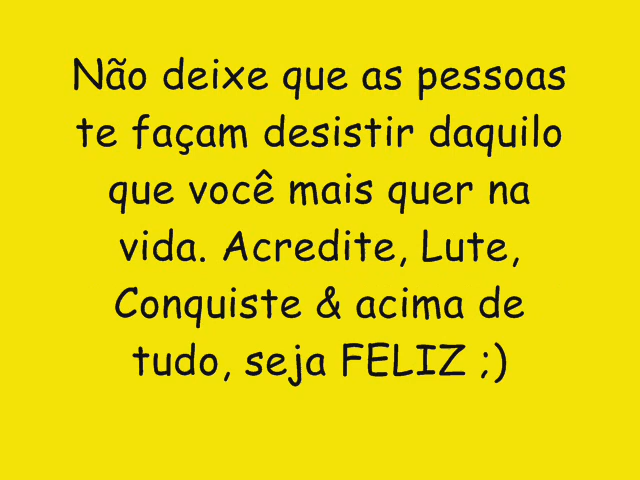 Não deixe que as pessoas
te façam desistir daquilo
que você mais quer na
vida. Acredite, Lute,
Conquiste & acima de
tudo, seja FELIZ ;)